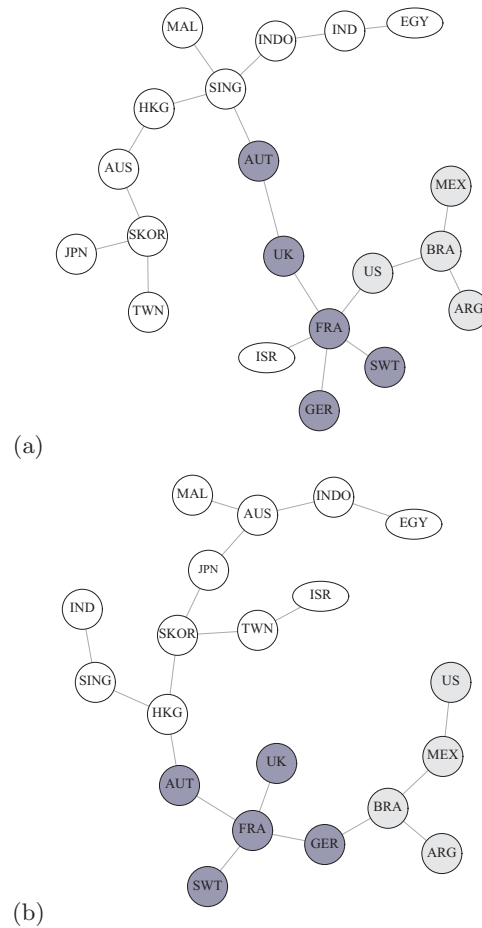 EGY
MAL
INDO
IND
SING
HKG
AUT
AUS
MEX
SKOR
BRA
JPN
UK
US
TWN
ARG
FRA
ISR
SWT
GER
(a)
MAL
INDO
AUS
EGY
JPN
ISR
IND
SKOR
TWN
SING
US
HKG
MEX
UK
AUT
BRA
FRA
GER
ARG
SWT
(b)